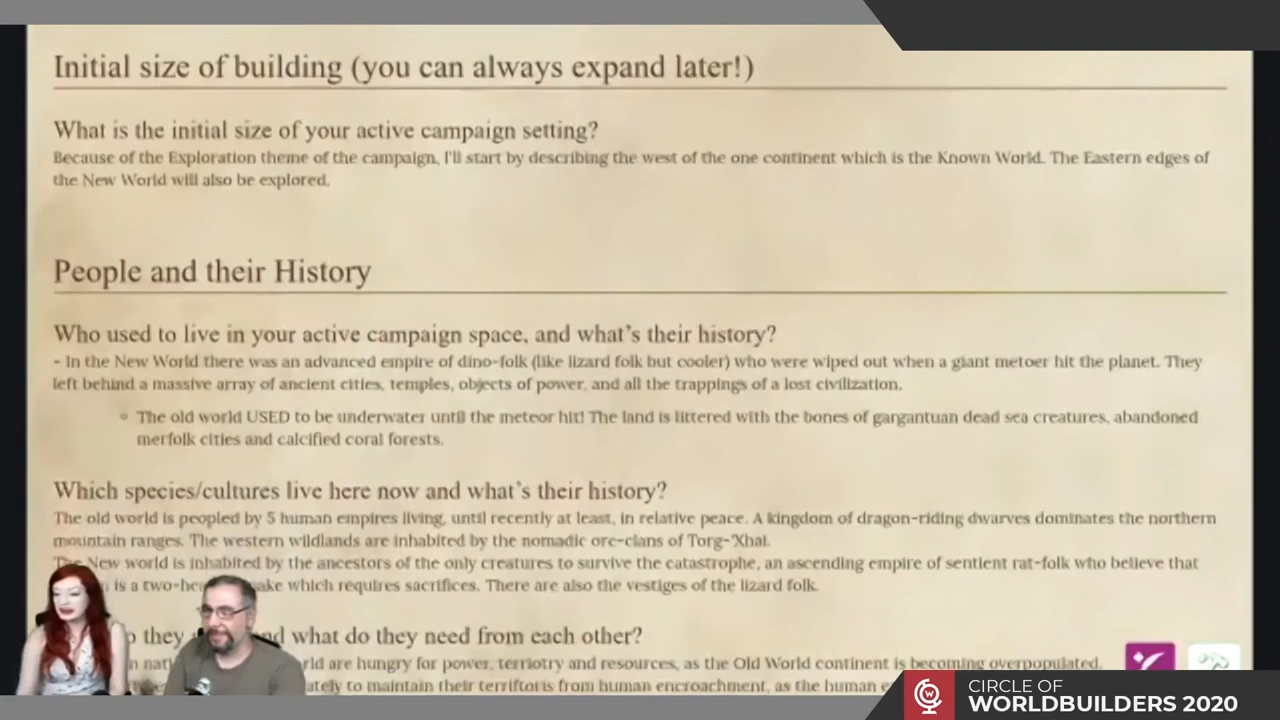 Initial size of building (you can always expand later!)
What is the initial size of your active campaign setting?
Because of the Exploration theme of the campaign, I'll start by describing the west of the one continent which is the Known World. The Eastern edges of
the New World will also be explored.
People and their History
Who used to live in your active campaign space, and what's their history?
- In the New World there was an advanced empire of dino-folk (like lizard folk but cooler) who were wiped out when a giant metoer hit the planet. They
left behind a massive array of ancient cities, temples, objects of power, and all the trappings of a lost civilization.
The old world USED to be underwater until the meteor hit! The land is littered with the bones of gargantuan dead sea creatures, abandoned
merfolk cities and calcified coral forests.
Which species/cultures live here now and what's their history?
The old world is peopled by 5 human empires living, until recently at least, in relative peace. A kingdom of dragon-riding dwarves dominates the northern
mountain ranges. The western wildlands are inhabited by the nomadic orc-clans of Torg-'Xhal.
The New world is inhabited by the ancestors of the only creatures to survive the catastrophe, an ascending empire of sentient rat-folk who believe that
is a which requires sacrifices. There are also the vestiges of the lizard folk.
they and what do they need from each other?
are hungry for power, terriotry and resources, as the Old World continent is becoming overpopulated.
to maintain their from human encroachment, as the human
CIRCLE OF
WORLDBUILDERS 2020